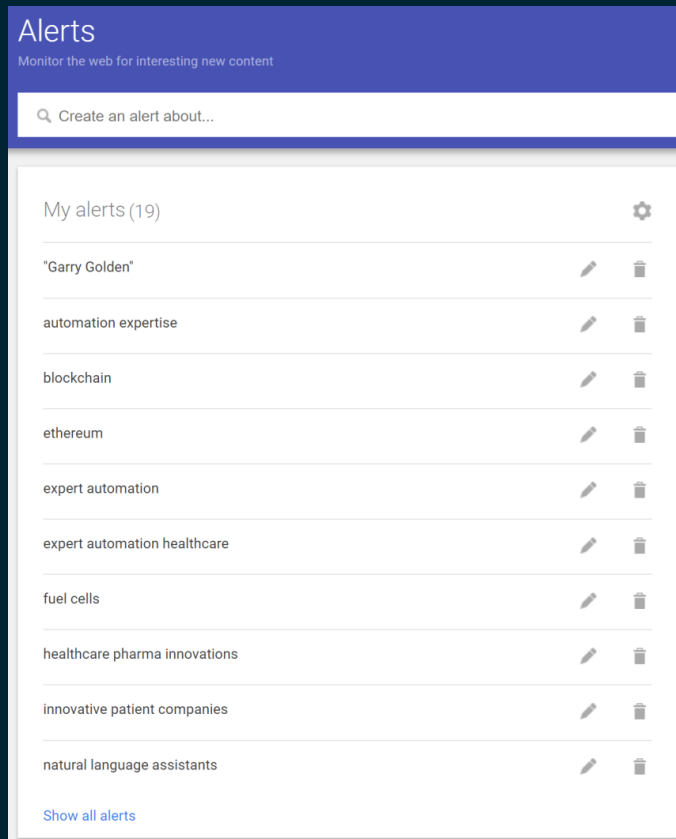 Alerts
Monitor the web for interesting new content
Create an alert about...
My alerts (19)
"Garry Golden"
automation expertise
blockchain
ethereum
expert automation
expert automation healthcare
fuel cells
healthcare pharma innovations
innovative patient companies
natural language assistants
Show all alerts